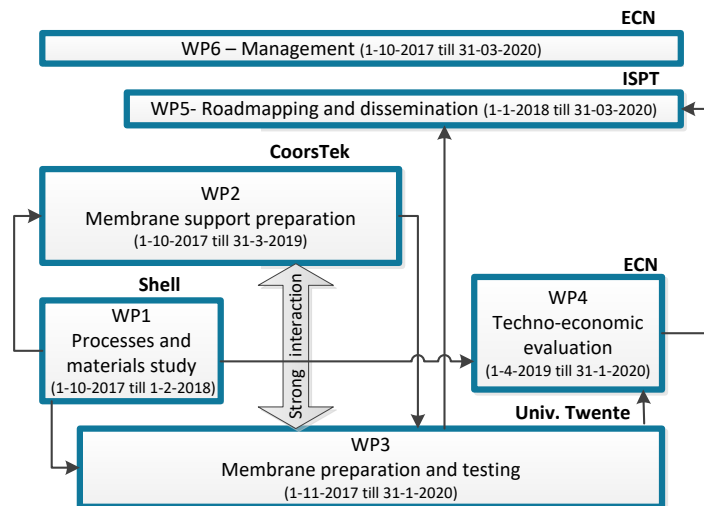 ECN
WP6 – Management (1-10-2017 till 31-03-2020)
ISPT
WP5- Roadmapping and dissemination (1-1-2018 till 31-03-2020)
CoorsTek
WP2
Membrane support preparation
(1-10-2017 till 31-3-2019)
Shell
WP1
Processes and
materials study
(1-10-2017 till 1-2-2018)
Strong interaction
ECN
WP4
Techno-economic
evaluation
(1-4-2019 till 31-1-2020)
Univ. Twente
WP3
Membrane preparation and testing
(1-11-2017 till 31-1-2020)